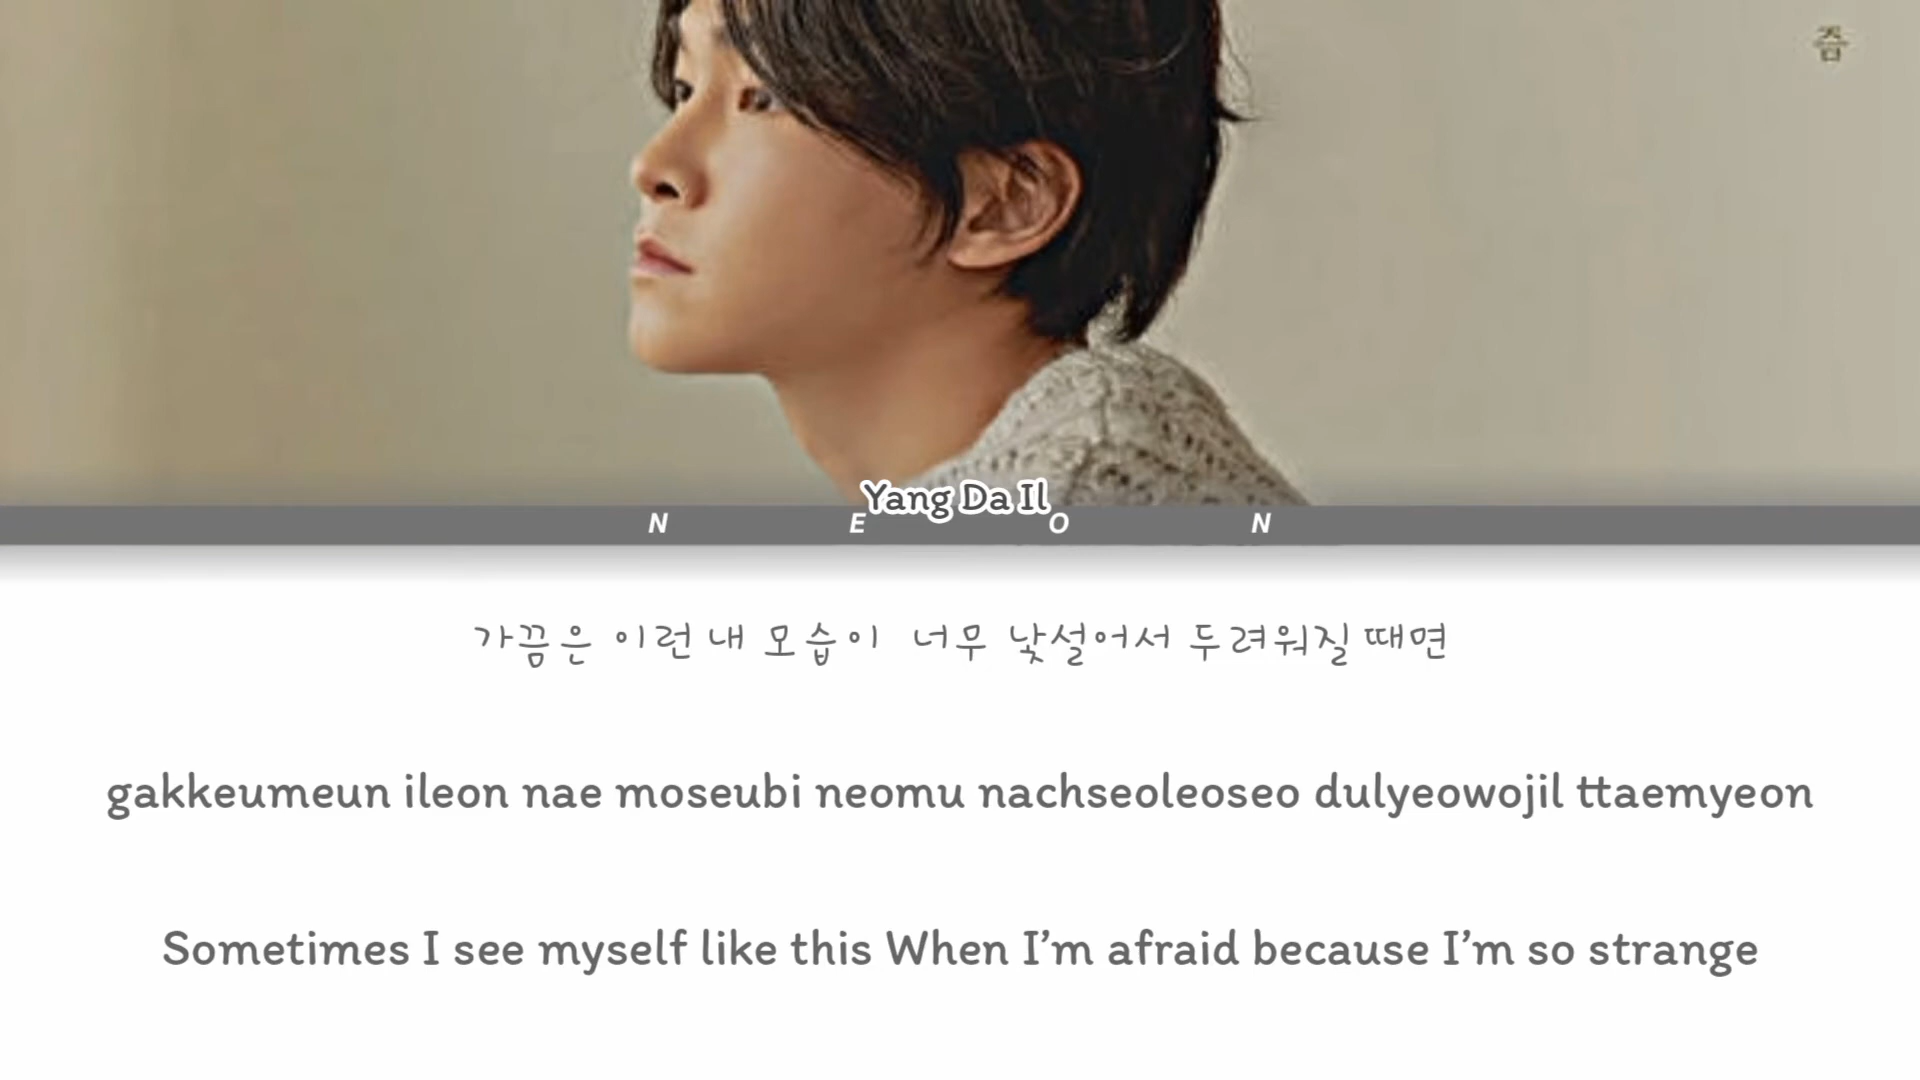 즘
Yang Da Il
N E O N
가끔은 이런 내 모습이 너무 낯설어서 두려워질 때면
gakkeumeun ileon nae moseubi neomu nachseoleoseo dulyeowojil ttaemyeon
Sometimes I see myself like this When I’m afraid because I’m so strange